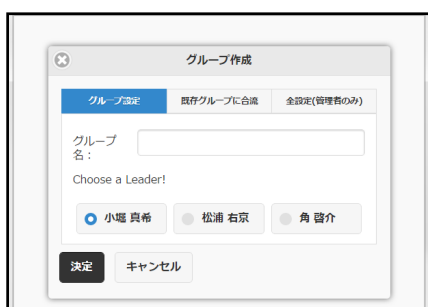 グループ作成
グループ設定 既存グループに合流 全設定(管理者のみ)
グループ
名：
Choose a Leader!
小堀 真希 松浦 右京 角 啓介
決定 キャンセル